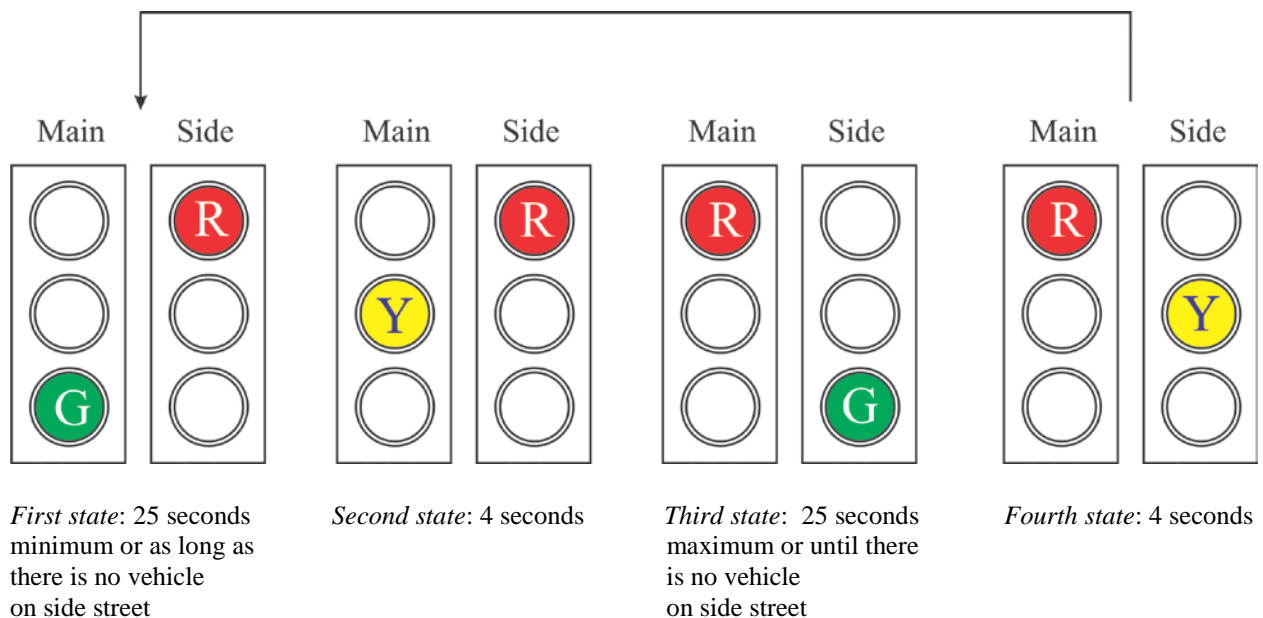 Main Side Main Side Main Side Main Side
R R R R
Y Y
G G
First state: 25 seconds
minimum or as long as
there is no vehicle
on side street
Second state: 4 seconds
Third state: 25 seconds
maximum or until there
is no vehicle
on side street
Fourth state: 4 seconds